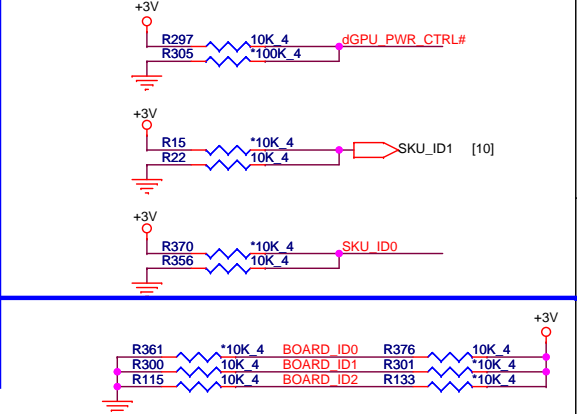 +3V
R297 10K_4 dGPU_PWR_CTRL#
R305 *100K_4
+3V
R15 *10K_4 SKU_ID1 [10]
R22 10K_4
+3V
R370 *10K_4 SKU_ID0
R356 10K_4
+3V
R361 *10K_4 BOARD_ID0 R376 10K_4
R300 10K_4 BOARD_ID1 R301 *10K_4
R115 10K_4 BOARD_ID2 R133 *10K_4